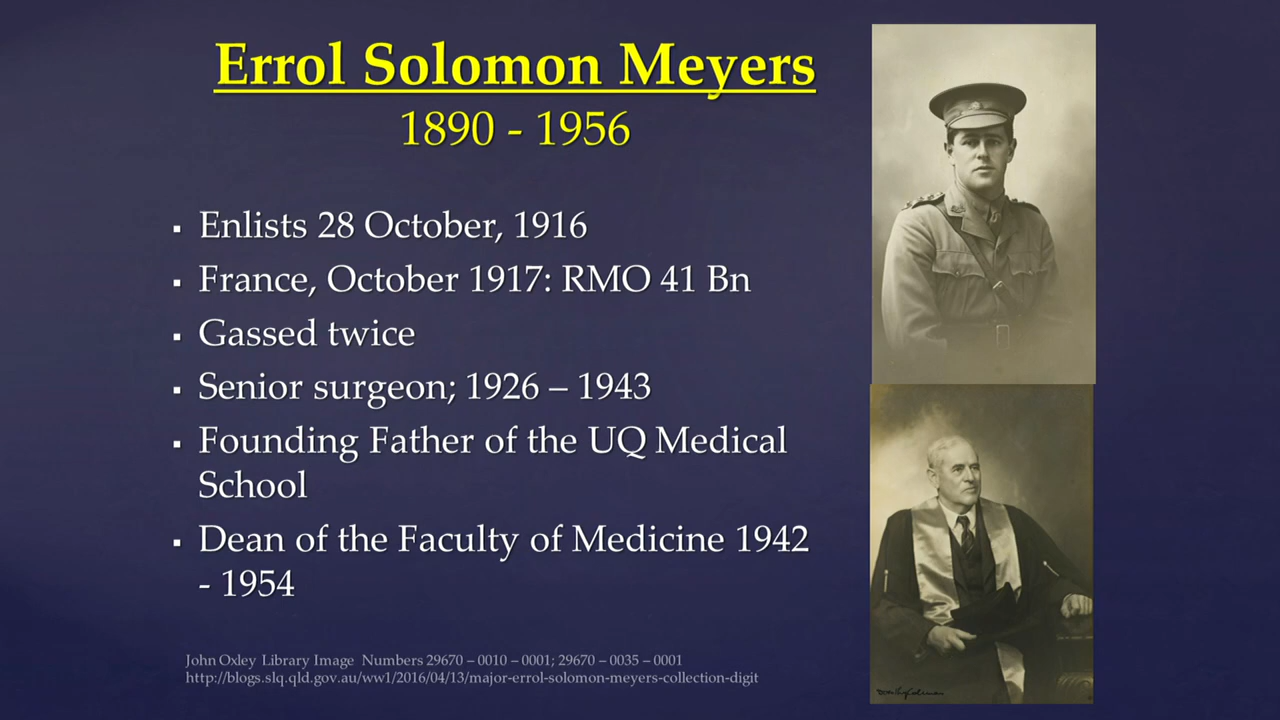 Errol Solomon Meyers
1890 - 1956
▪ Enlists 28 October, 1916
▪ France, October 1917: RMO 41 Bn
▪ Gassed twice
▪ Senior surgeon; 1926 – 1943
▪ Founding Father of the UQ Medical
School
▪ Dean of the Faculty of Medicine 1942
- 1954
John Oxley Library Image Numbers 29670 – 0010 – 0001; 29670 – 0035 – 0001
http://blogs.slq.qld.gov.au/ww1/2016/04/13/major-errol-solomon-meyers-collection-digit